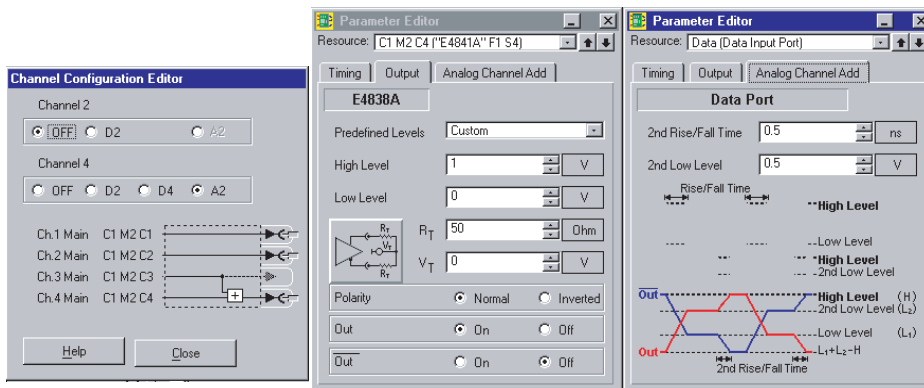 Channel Configuration Editor
Channel 2
OFF D2 A2
Channel 4
OFF D2 D4 A2
Ch.1 Main C1 M2 C1
Ch.2 Main C1 M2 C2
Ch.3 Main C1 M2 C3
Ch.4 Main C1 M2 C4
+
Help Close
Parameter Editor
Resource: C1 M2 C4 ("E4841A" F1 S4)
Timing Output Analog Channel Add
E4838A
Predefined Levels Custom
High Level 1 V
Low Level 0 V
RT VT RT
RT 50 Ohm
VT 0 V
Polarity Normal Inverted
Out On Off
Out On Off
Parameter Editor
Resource: Data (Data Input Port)
Timing Output Analog Channel Add
Data Port
2nd Rise/Fall Time 0.5 ns
2nd Low Level 0.5 V
Rise/Fall Time
High Level
Low Level
High Level
2nd Low Level
Out High Level (H)
2nd Low Level (L2)
Low Level (L1)
Out L1+L2-H
2nd Rise/Fall Time